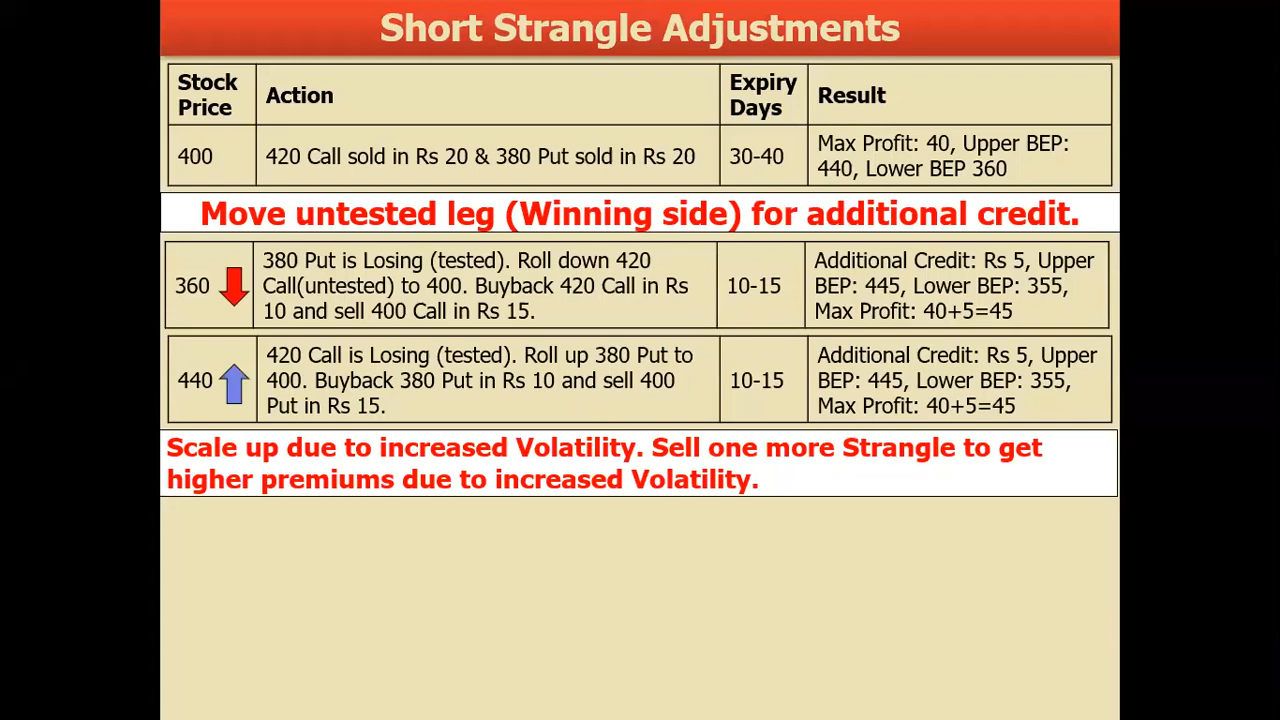 Short Strangle Adjustments
Stock
Price
Action
Expiry
Days
Result
400
420 Call sold in Rs 20 & 380 Put sold in Rs 20
30-40
Max Profit: 40, Upper BEP:
440, Lower BEP 360
Move untested leg (Winning side) for additional credit.
360
380 Put is Losing (tested). Roll down 420
Call(untested) to 400. Buyback 420 Call in Rs
10 and sell 400 Call in Rs 15.
10-15
Additional Credit: Rs 5, Upper
BEP: 445, Lower BEP: 355,
Max Profit: 40+5=45
440
420 Call is Losing (tested). Roll up 380 Put to
400. Buyback 380 Put in Rs 10 and sell 400
Put in Rs 15.
10-15
Additional Credit: Rs 5, Upper
BEP: 445, Lower BEP: 355,
Max Profit: 40+5=45
Scale up due to increased Volatility. Sell one more Strangle to get
higher premiums due to increased Volatility.